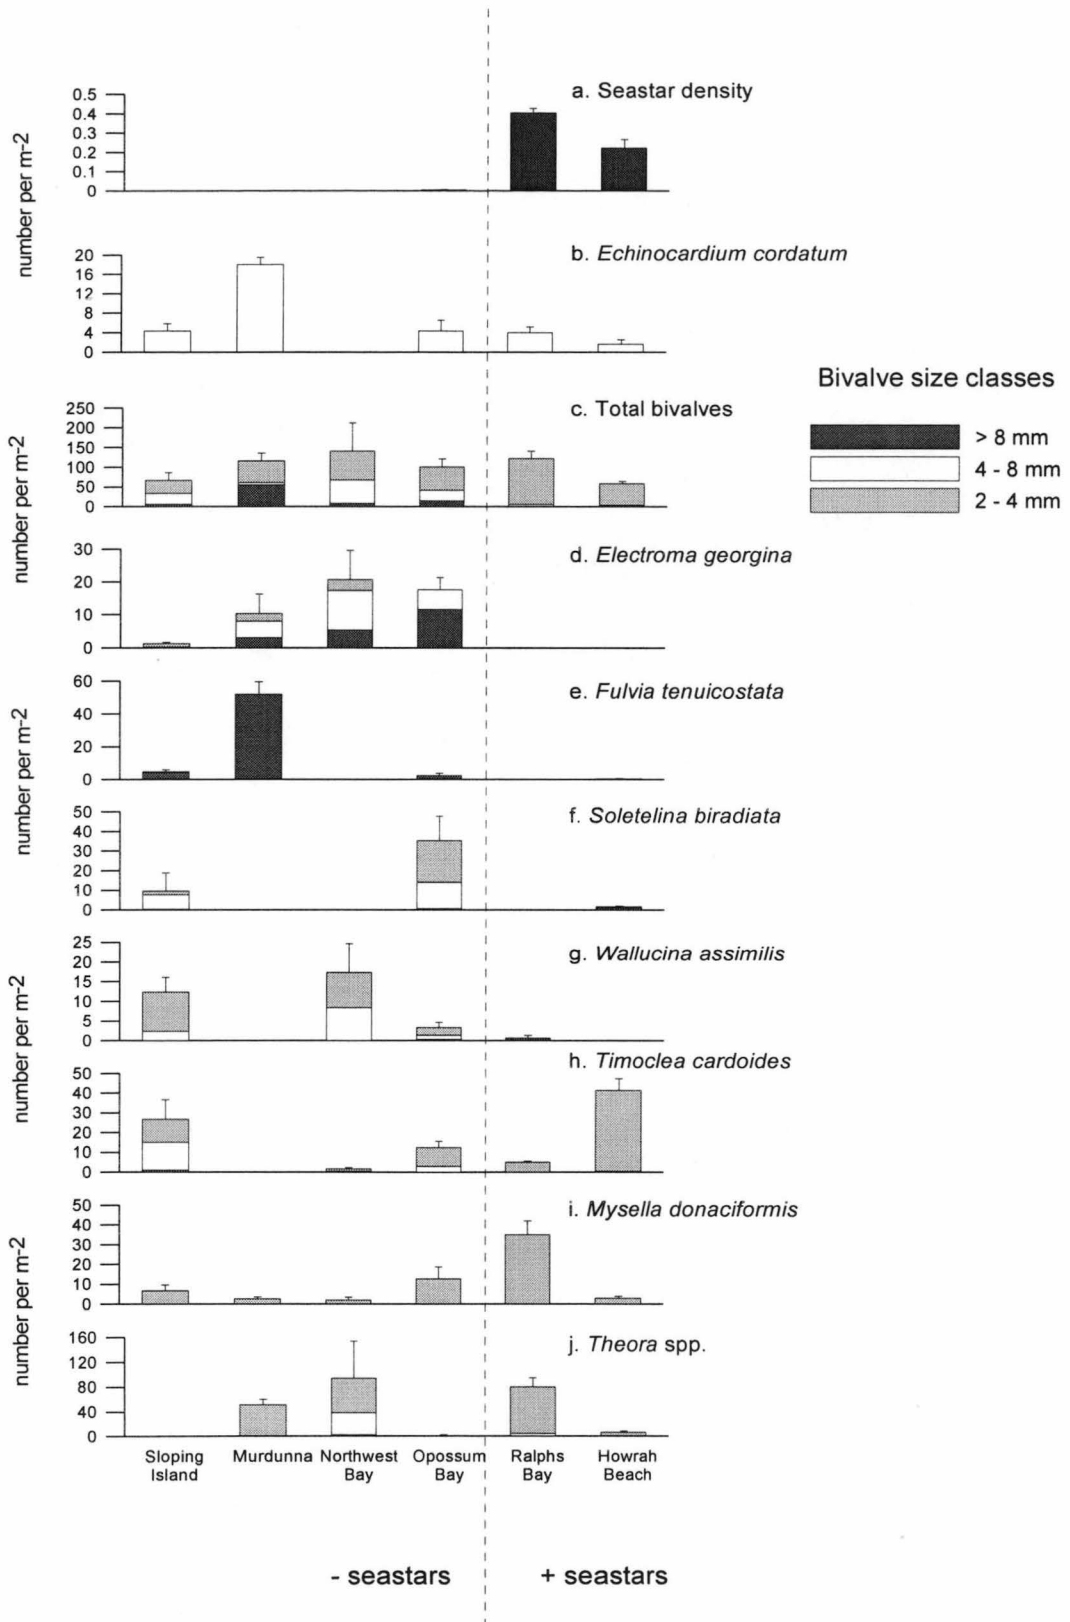 a. Seastar density
number per m-2
0.5
0.4
0.3
0.2
0.1
0
b. Echinocardium cordatum
20
16
12
8
4
0
Bivalve size classes
> 8 mm
4 - 8 mm
2 - 4 mm
c. Total bivalves
number per m-2
250
200
150
100
50
0
d. Electroma georgina
30
20
10
0
e. Fulvia tenuicostata
number per m-2
60
40
20
0
f. Soletelina biradiata
50
40
30
20
10
0
g. Wallucina assimilis
number per m-2
25
20
15
10
5
0
h. Timoclea cardoides
50
40
30
20
10
0
i. Mysella donaciformis
number per m-2
50
40
30
20
10
0
j. Theora spp.
160
120
80
40
0
Sloping
Island
Murdunna
Northwest
Bay
Opossum
Bay
Ralphs
Bay
Howrah
Beach
- seastars
+ seastars